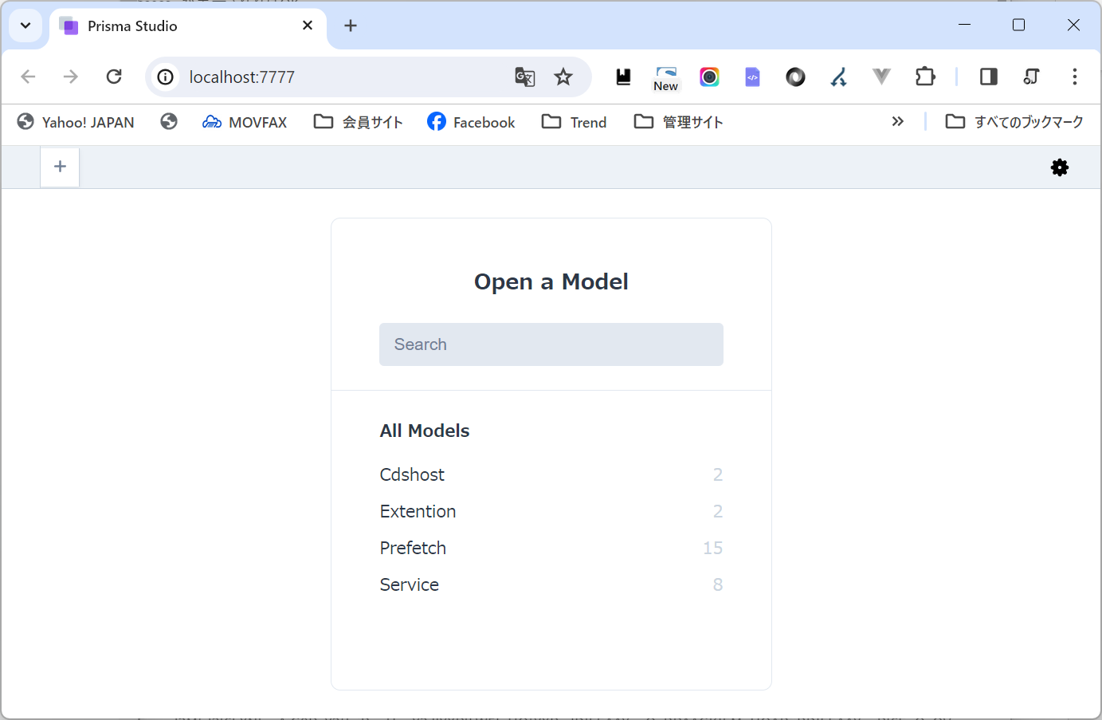 Prisma Studio
localhost:7777
New
Yahoo! JAPAN
MOVFAX
会員サイト
Facebook
Trend
管理サイト
すべてのブックマーク
Open a Model
Search
All Models
Cdshost 2
Extention 2
Prefetch 15
Service 8